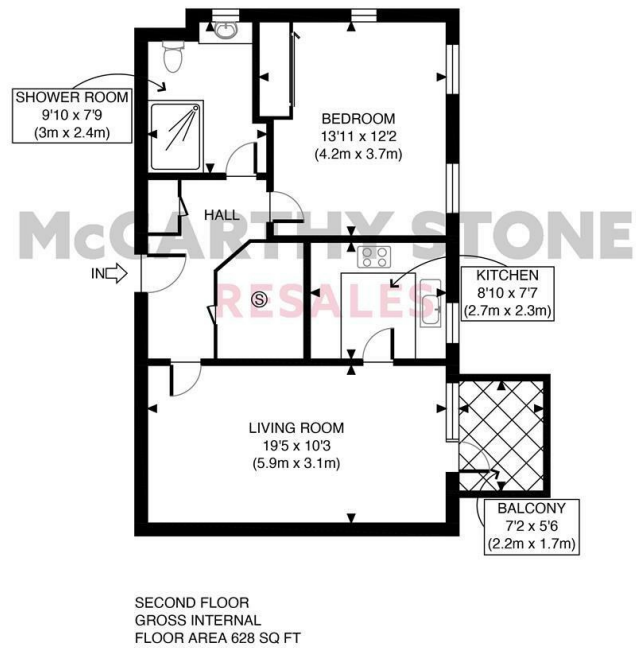 SHOWER ROOM
9'10 x 7'9
(3m x 2.4m)
BEDROOM
13'11 x 12'2
(4.2m x 3.7m)
HALL
McCARTHY STONE
RESALES
IN
S
KITCHEN
8'10 x 7'7
(2.7m x 2.3m)
LIVING ROOM
19'5 x 10'3
(5.9m x 3.1m)
BALCONY
7'2 x 5'6
(2.2m x 1.7m)
SECOND FLOOR
GROSS INTERNAL
FLOOR AREA 628 SQ FT